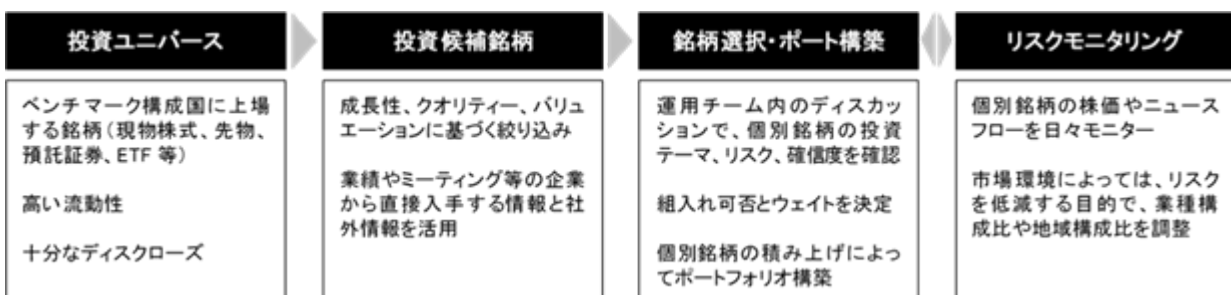 投資ユニバース
ベンチマーク構成国に上場
する銘柄(現物株式、先物、
預託証券、ETF 等)
高い流動性
十分なディスクローズ
投資候補銘柄
成長性、クオリティー、バリュ
エーションに基づく絞り込み
業績やミーティング等の企業
から直接入手する情報と社
外情報を活用
銘柄選択・ポート構築
運用チーム内のディスカッ
ションで、個別銘柄の投資
テーマ、リスク、確信度を確認
組入れ可否とウェイトを決定
個別銘柄の積み上げによっ
てポートフォリオ構築
リスクモニタリング
個別銘柄の株価やニュース
フローを日々モニター
市場環境によっては、リスク
を低減する目的で、業種構
成比や地域構成比を調整